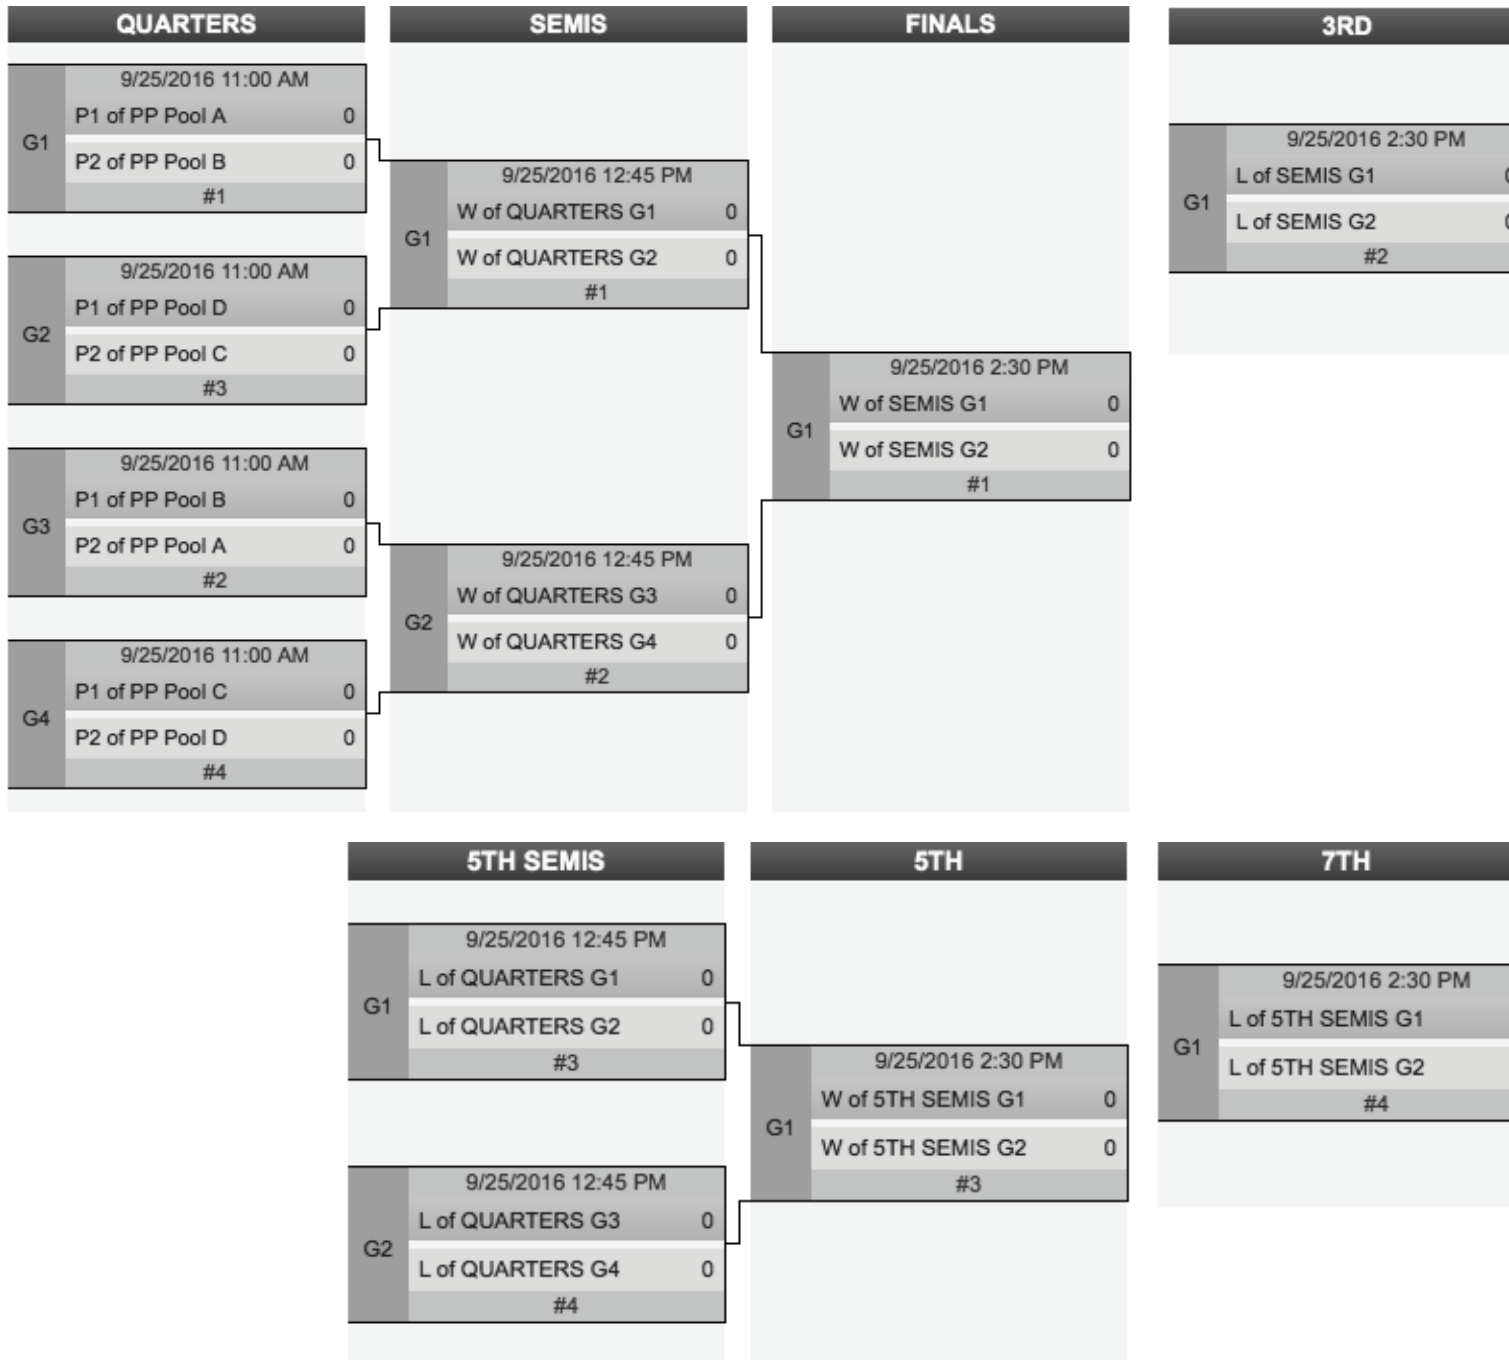 QUARTERS
9/25/2016 11:00 AM
G1
P1 of PP Pool A 0
P2 of PP Pool B 0
#1
9/25/2016 11:00 AM
G2
P1 of PP Pool D 0
P2 of PP Pool C 0
#3
9/25/2016 11:00 AM
G3
P1 of PP Pool B 0
P2 of PP Pool A 0
#2
9/25/2016 11:00 AM
G4
P1 of PP Pool C 0
P2 of PP Pool D 0
#4
SEMIS
9/25/2016 12:45 PM
G1
W of QUARTERS G1 0
W of QUARTERS G2 0
#1
9/25/2016 12:45 PM
G2
W of QUARTERS G3 0
W of QUARTERS G4 0
#2
FINALS
9/25/2016 2:30 PM
G1
W of SEMIS G1 0
W of SEMIS G2 0
#1
3RD
9/25/2016 2:30 PM
G1
L of SEMIS G1
L of SEMIS G2
#2
5TH SEMIS
9/25/2016 12:45 PM
G1
L of QUARTERS G1 0
L of QUARTERS G2 0
#3
9/25/2016 12:45 PM
G2
L of QUARTERS G3 0
L of QUARTERS G4 0
#4
5TH
9/25/2016 2:30 PM
G1
W of 5TH SEMIS G1 0
W of 5TH SEMIS G2 0
#3
7TH
9/25/2016 2:30 PM
G1
L of 5TH SEMIS G1
L of 5TH SEMIS G2
#4